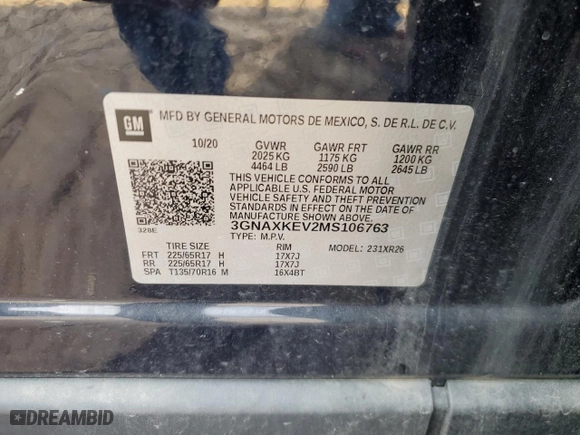 GM
MFD BY GENERAL MOTORS DE MEXICO, S. DE R.L. DE C.V.
10/20 GVWR GAWR FRT GAWR RR
2025 KG 1175 KG 1200 KG
4464 LB 2590 LB 2645 LB
THIS VEHICLE CONFORMS TO ALL
APPLICABLE U.S. FEDERAL MOTOR
VEHICLE SAFETY AND THEFT PREVENTION
STANDARDS IN EFFECT ON THE DATE OF
MANUFACTURE SHOWN ABOVE.
3GNAXKEV2MS106763
328E TYPE: M.P.V. MODEL: 231XR26
TIRE SIZE RIM
FRT 225/65R17 H 17X7J
RR 225/65R17 H 17X7J
SPA T135/70R16 M 16X4BT
DREAMBID